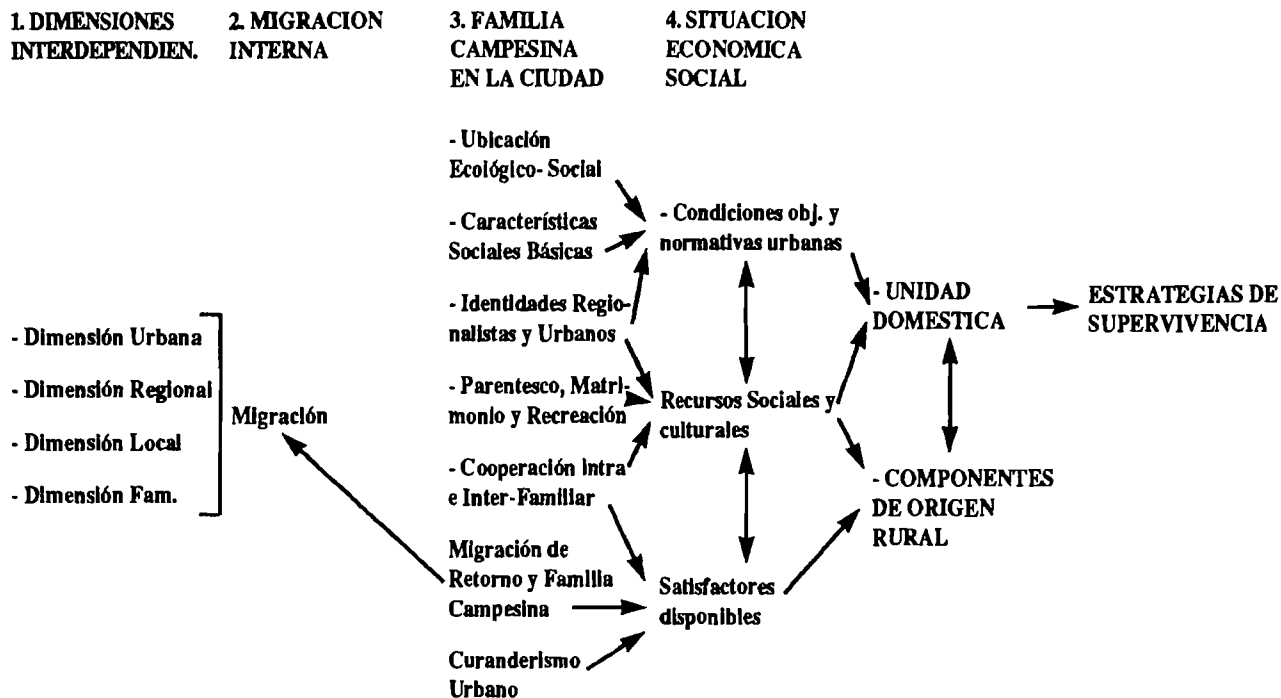 1. DIMENSIONES
INTERDEPENDIEN.
2. MIGRACION
INTERNA
3. FAMILIA
CAMPESINA
EN LA CIUDAD
4. SITUACION
ECONOMICA
SOCIAL
- Dimensión Urbana
- Dimensión Regional
- Dimensión Local
- Dimensión Fam.
Migración
- Ubicación
Ecológico- Social
- Características
Sociales Básicas
- Identidades Regio-
nalistas y Urbanos
- Parentesco, Matri-
monio y Recreación
- Cooperación intra
e Inter-Familiar
Migración de
Retorno y Familia
Campesina
Curanderismo
Urbano
- Condiciones obj. y
normativas urbanas
Recursos Sociales y
culturales
Satisfactores
disponibles
- UNIDAD
DOMESTICA
- COMPONENTES
DE ORIGEN
RURAL
ESTRATEGIAS DE
SUPERVIVENCIA